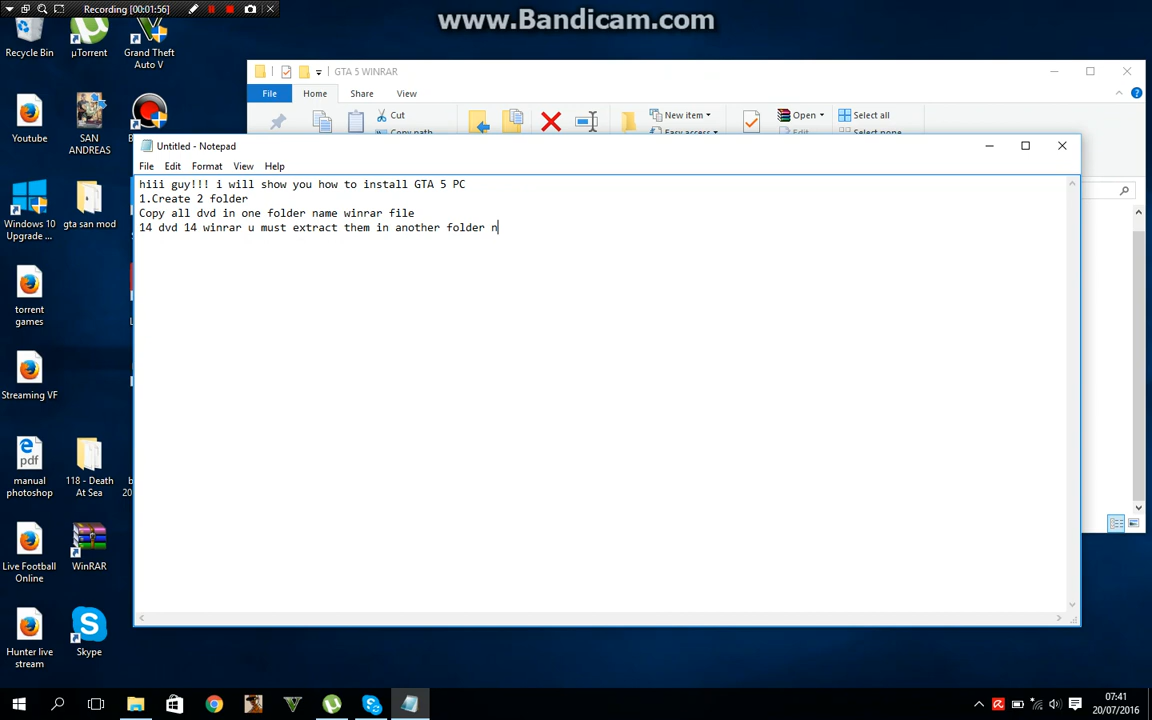 Recording [00:01:56]
www.Bandicam.com
Recycle Bin
µTorrent
Grand Theft Auto V
GTA 5 WINRAR
File Home Share View
Cut
New item
Open
Select all
Untitled - Notepad
File Edit Format View Help
hiii guy!!! i will show you how to install GTA 5 PC
1.Create 2 folder
Copy all dvd in one folder name winrar file
14 dvd 14 winrar u must extract them in another folder n
Youtube
SAN ANDREAS
Windows 10 Upgrade ...
gta san mod
torrent games
Streaming VF
manual photoshop
pdf
118 - Death At Sea
Live Football Online
WinRAR
Hunter live stream
Skype
07:41
20/07/2016